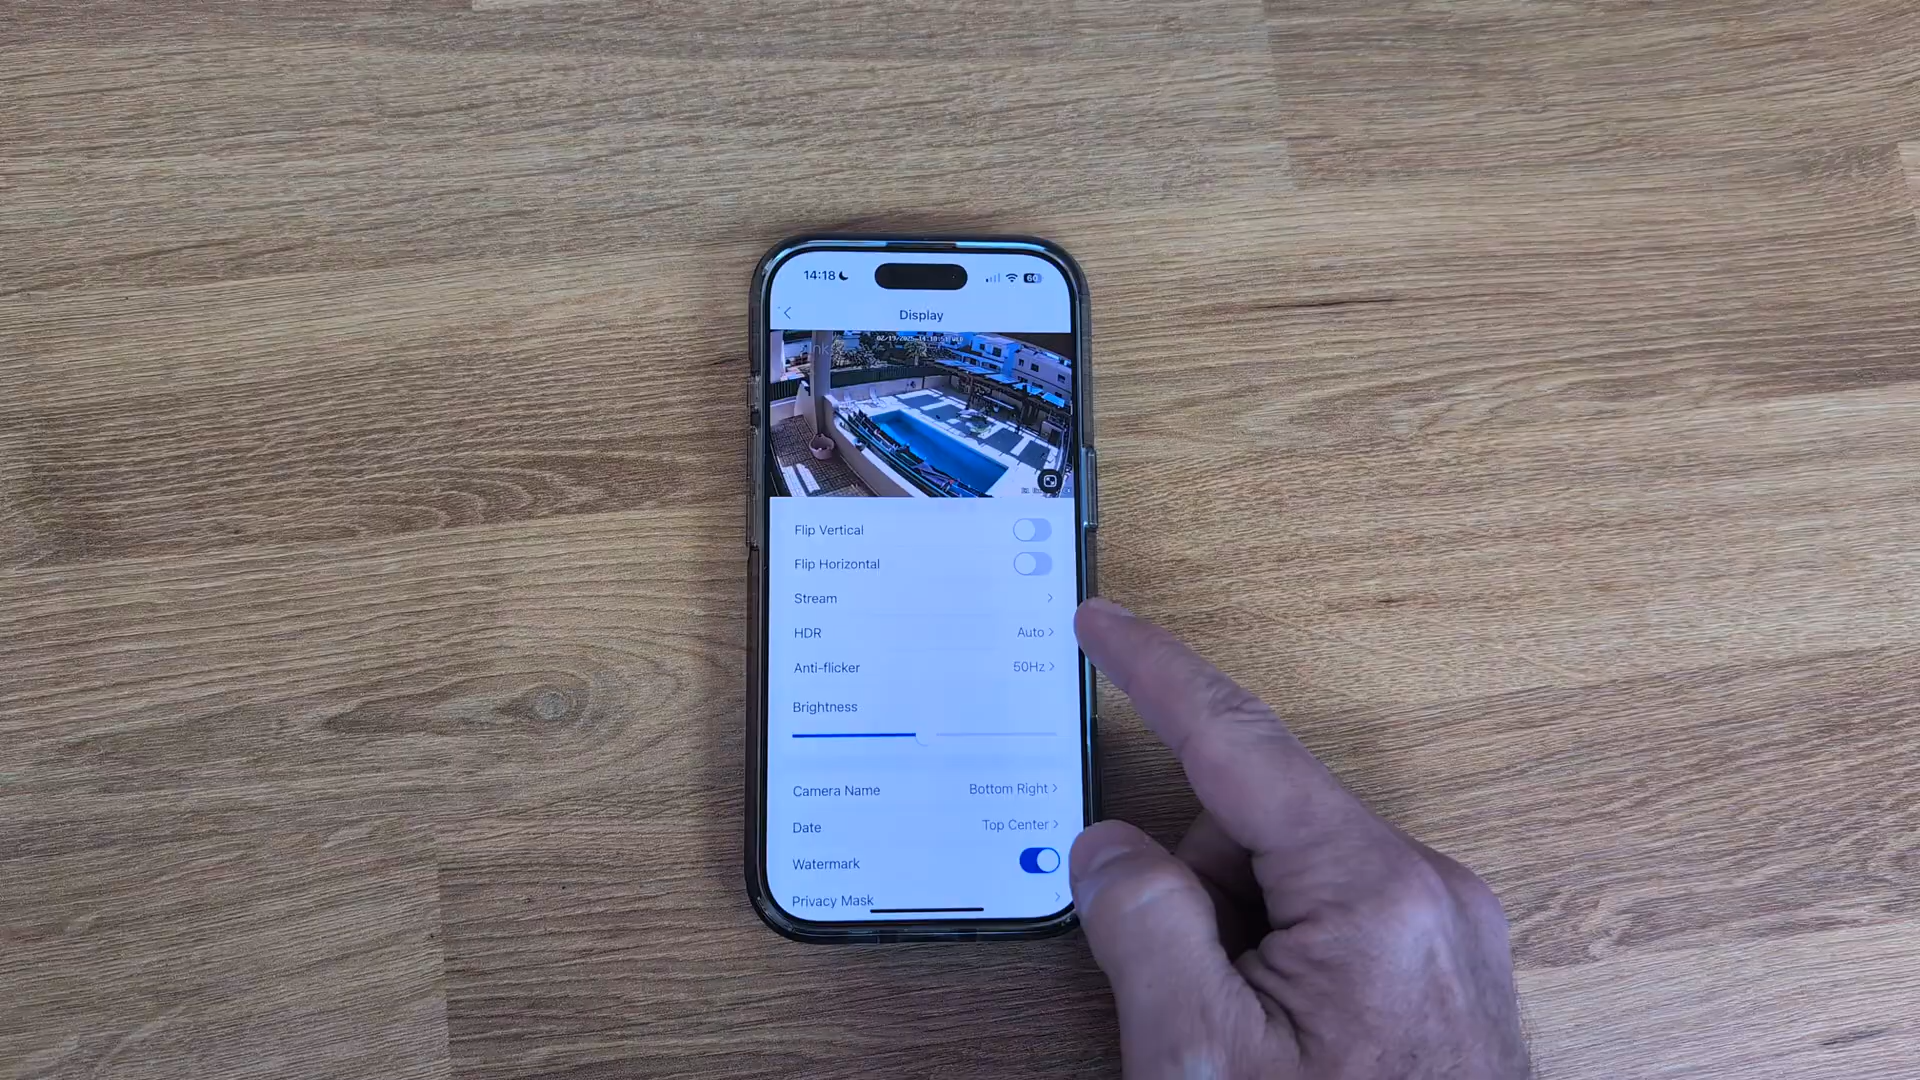 14:18
60
Display
Flip Vertical
Flip Horizontal
Stream
HDR Auto
Anti-flicker 50Hz
Brightness
Camera Name Bottom Right
Date Top Center
Watermark
Privacy Mask